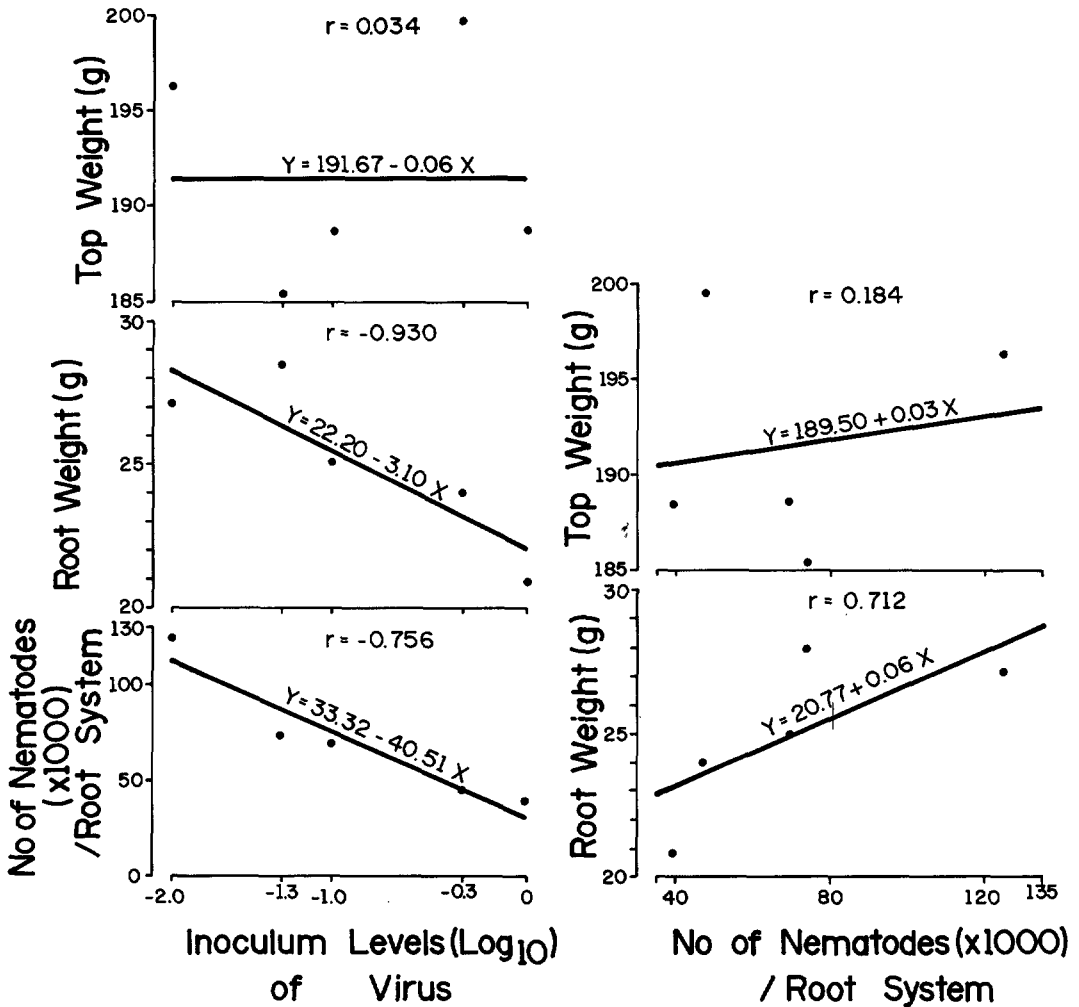 Top Weight (g)
200
195
190
185
r = 0.034
Y = 191.67 - 0.06 X
Root Weight (g)
30
25
20
r = -0.930
Y = 22.20 - 3.10 X
No of Nematodes
(x1000)
/Root System
130
100
50
0
r = -0.756
Y = 33.32 - 40.51 X
-2.0 -1.3 -1.0 -0.3 0
Inoculum Levels (Log10)
of Virus
Top Weight (g)
200
195
190
185
r = 0.184
Y = 189.50 + 0.03 X
Root Weight (g)
30
25
20
r = 0.712
Y = 20.77 + 0.06 X
40 80 120 135
No of Nematodes (x1000)
/ Root System